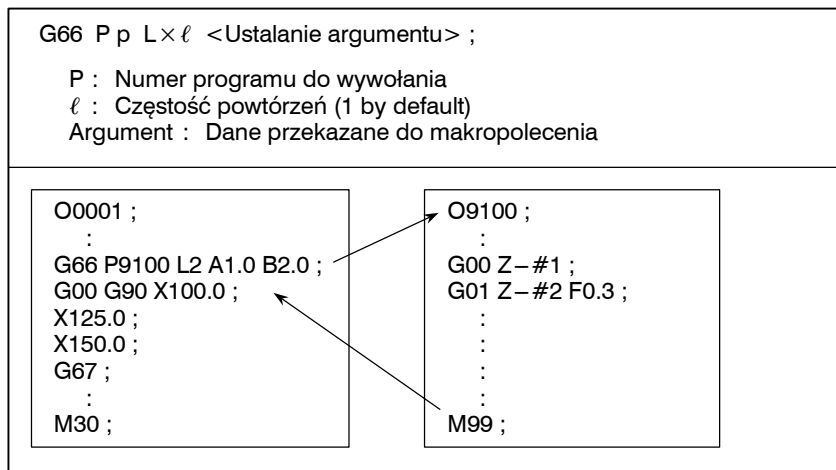 G66 P p L×ℓ <Ustalanie argumentu> ;
P : Numer programu do wywołania
ℓ : Częstość powtórzeń (1 by default)
Argument : Dane przekazane do makropolecenia
O0001 ;
:
G66 P9100 L2 A1.0 B2.0 ;
G00 G90 X100.0 ;
X125.0 ;
X150.0 ;
G67 ;
:
M30 ;
O9100 ;
:
G00 Z−#1 ;
G01 Z−#2 F0.3 ;
:
:
:
:
M99 ;